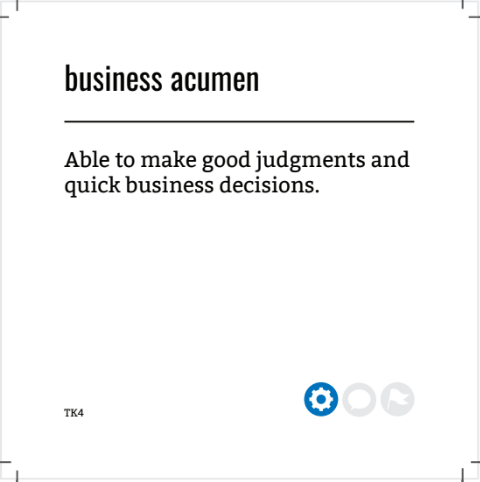 business acumen
Able to make good judgments and
quick business decisions.
TK4